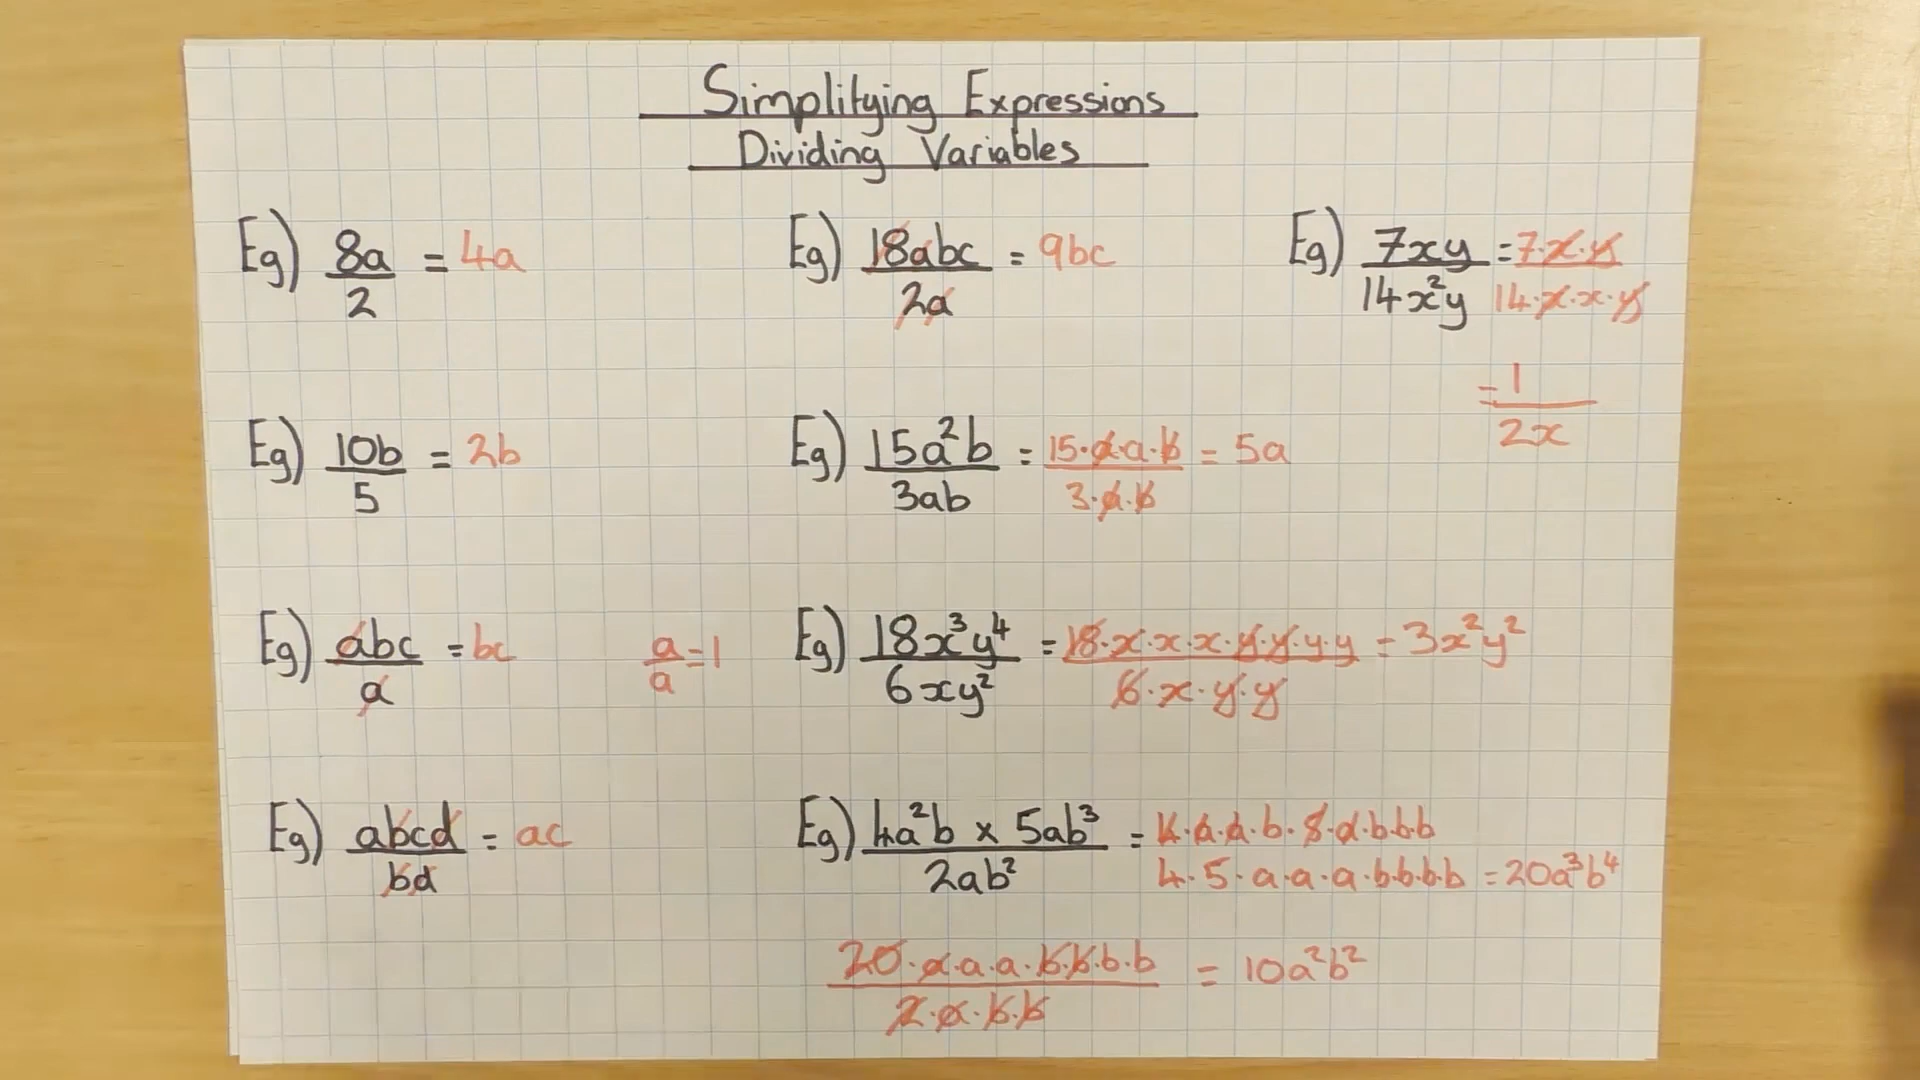 Simplifying Expressions
Dividing Variables
Eg) 8a/2 = 4a
Eg) 10b/5 = 2b
Eg) abc/a = bc
a/a = 1
Eg) abcd/bd = ac
Eg) 18abc/2a = 9bc
Eg) 15a²b/3ab = 15·a·a·b/3·a·b = 5a
Eg) 18x³y⁴/6xy² = 18·x·x·x·y·y·y·y/6·x·y·y = 3x²y²
Eg) 4a²b x 5ab³/2ab² = 4·a·a·b·5·a·b·b·b
4·5·a·a·a·b·b·b·b = 20a³b⁴
20·a·a·a·b·b·b·b/2·a·b·b = 10a²b²
Eg) 7xy/14x²y = 7·x·y/14·x·x·y
= 1/2x